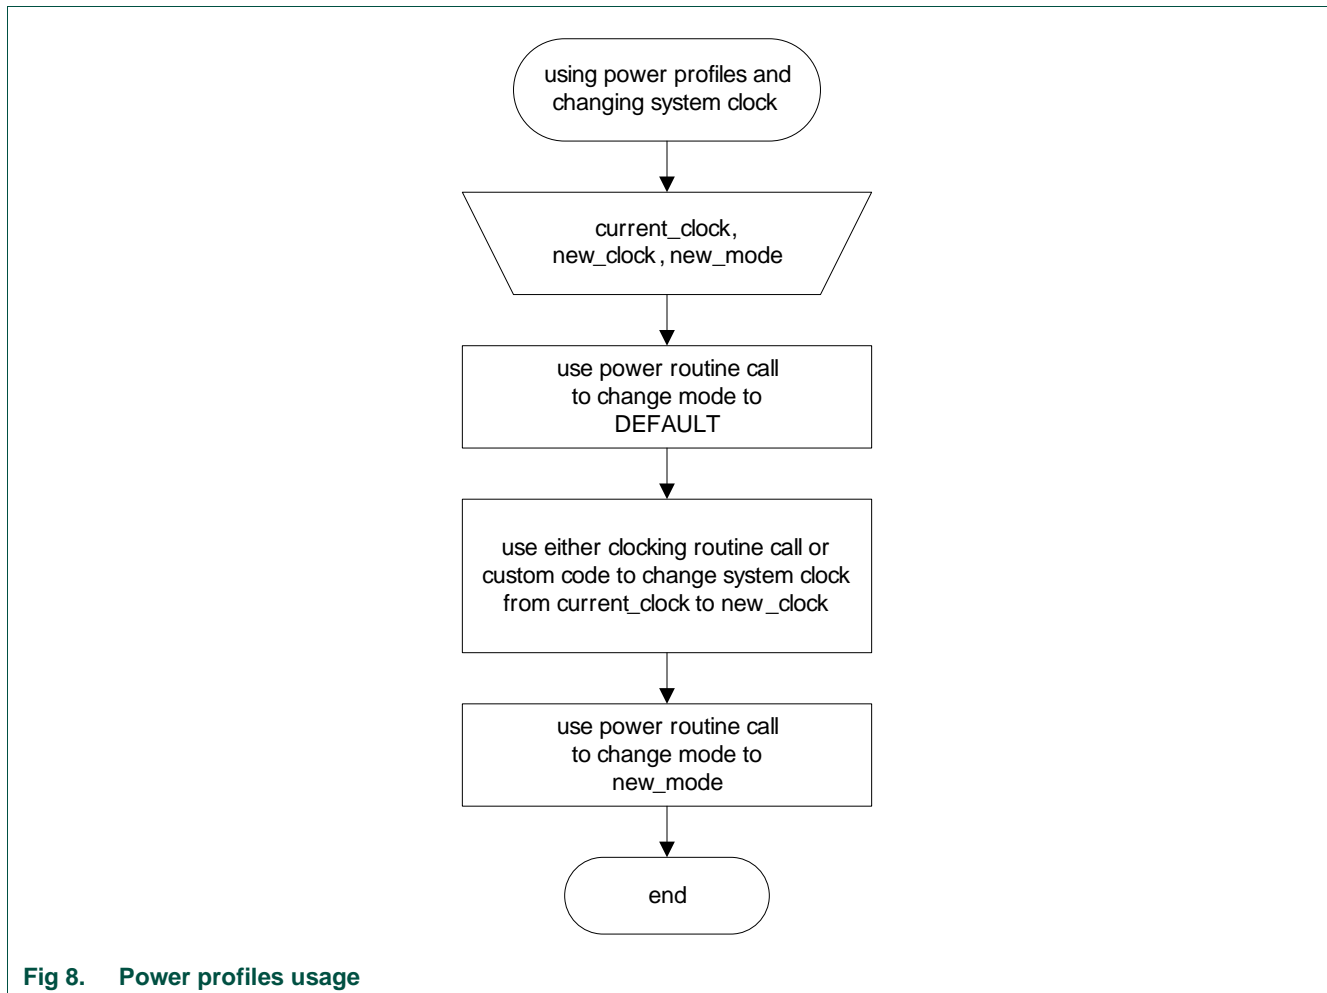 using power profiles and
changing system clock
current_clock,
new_clock, new_mode
use power routine call
to change mode to
DEFAULT
use either clocking routine call or
custom code to change system clock
from current_clock to new_clock
use power routine call
to change mode to
new_mode
end
Fig 8. Power profiles usage